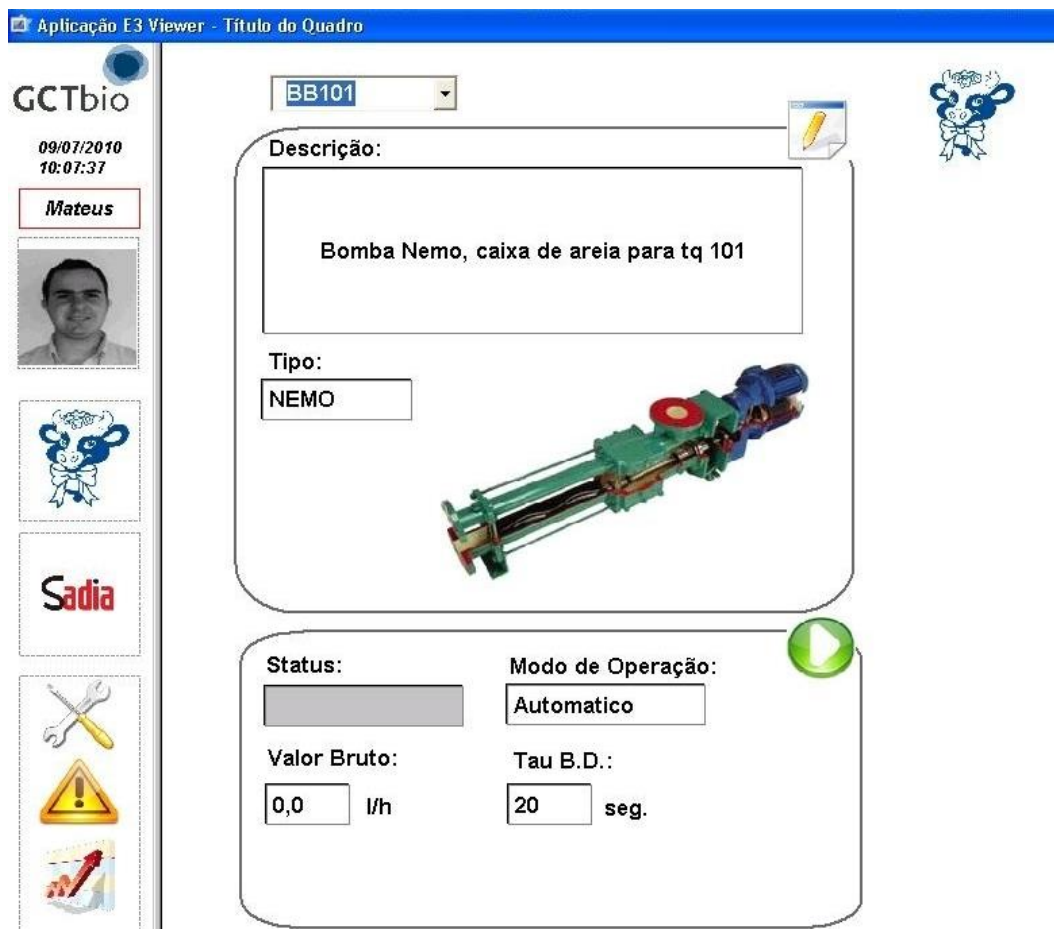 Aplicação E3 Viewer - Título do Quadro
GCTbio
09/07/2010
10:07:37
Mateus
Sadia
BB101
Descrição:
Bomba Nemo, caixa de areia para tq 101
Tipo:
NEMO
Status:
Modo de Operação:
Automatico
Valor Bruto:
Tau B.D.:
0,0 l/h
20 seg.